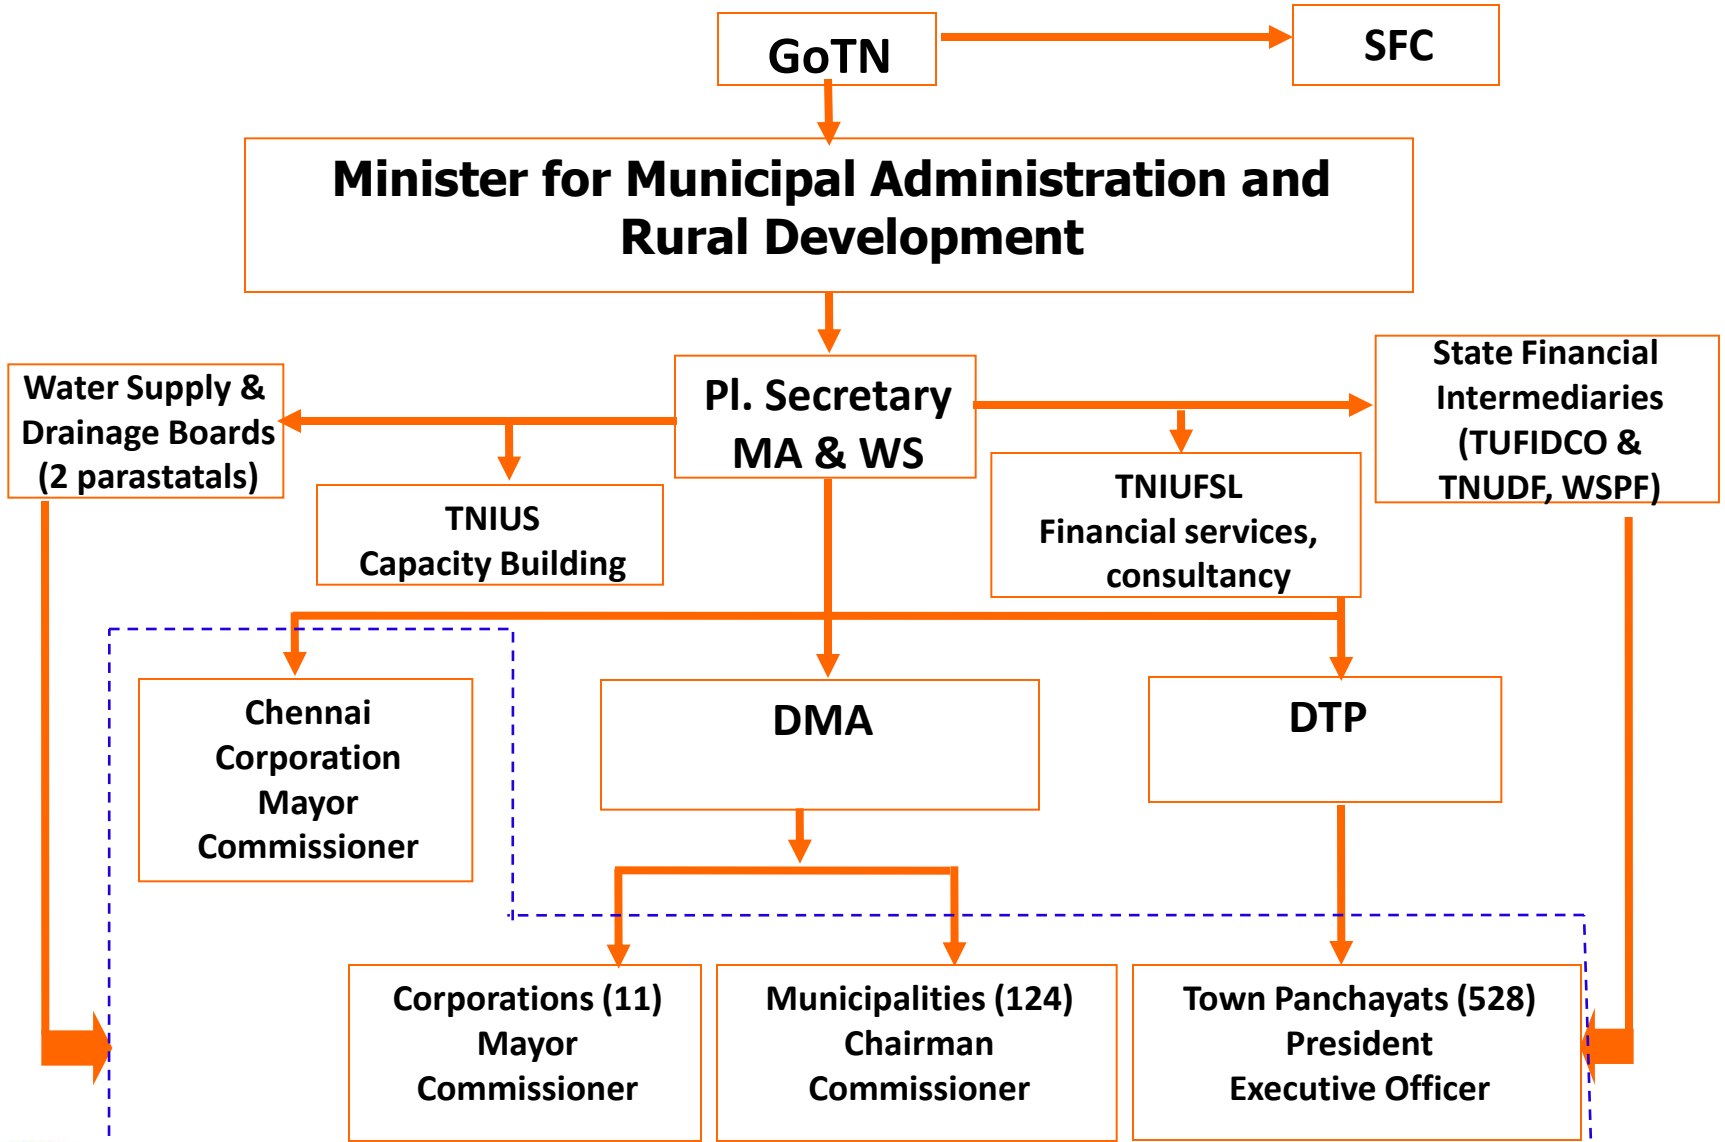 GoTN
SFC
Minister for Municipal Administration and
Rural Development
Water Supply &
Drainage Boards
(2 parastatals)
Pl. Secretary
MA & WS
State Financial
Intermediaries
(TUFIDCO &
TNUDF, WSPF)
TNIUS
Capacity Building
TNIUFSL
Financial services,
consultancy
Chennai
Corporation
Mayor
Commissioner
DMA
DTP
Corporations (11)
Mayor
Commissioner
Municipalities (124)
Chairman
Commissioner
Town Panchayats (528)
President
Executive Officer